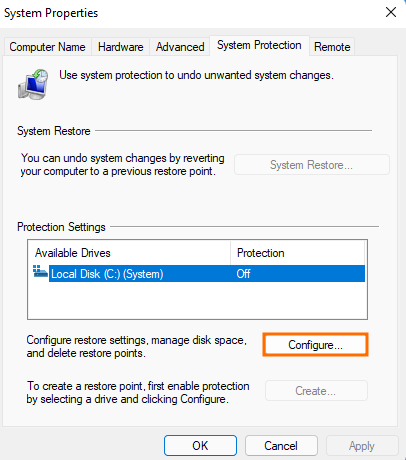 System Properties
Computer Name Hardware Advanced System Protection Remote
Use system protection to undo unwanted system changes.
System Restore
You can undo system changes by reverting
your computer to a previous restore point.
System Restore...
Protection Settings
Available Drives Protection
Local Disk (C:) (System) Off
Configure restore settings, manage disk space,
and delete restore points.
Configure...
To create a restore point, first enable protection
by selecting a drive and clicking Configure.
Create...
OK Cancel Apply